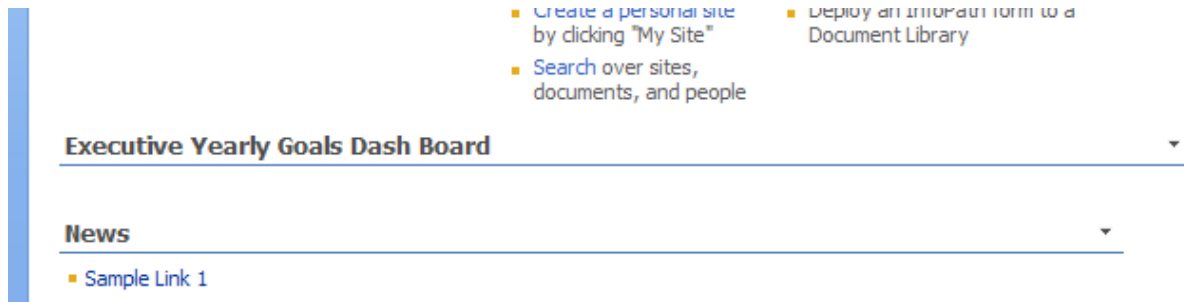 Create a personal site
by clicking "My Site"
Search over sites,
documents, and people
Deploy an InfoPath form to a
Document Library
Executive Yearly Goals Dash Board
News
Sample Link 1